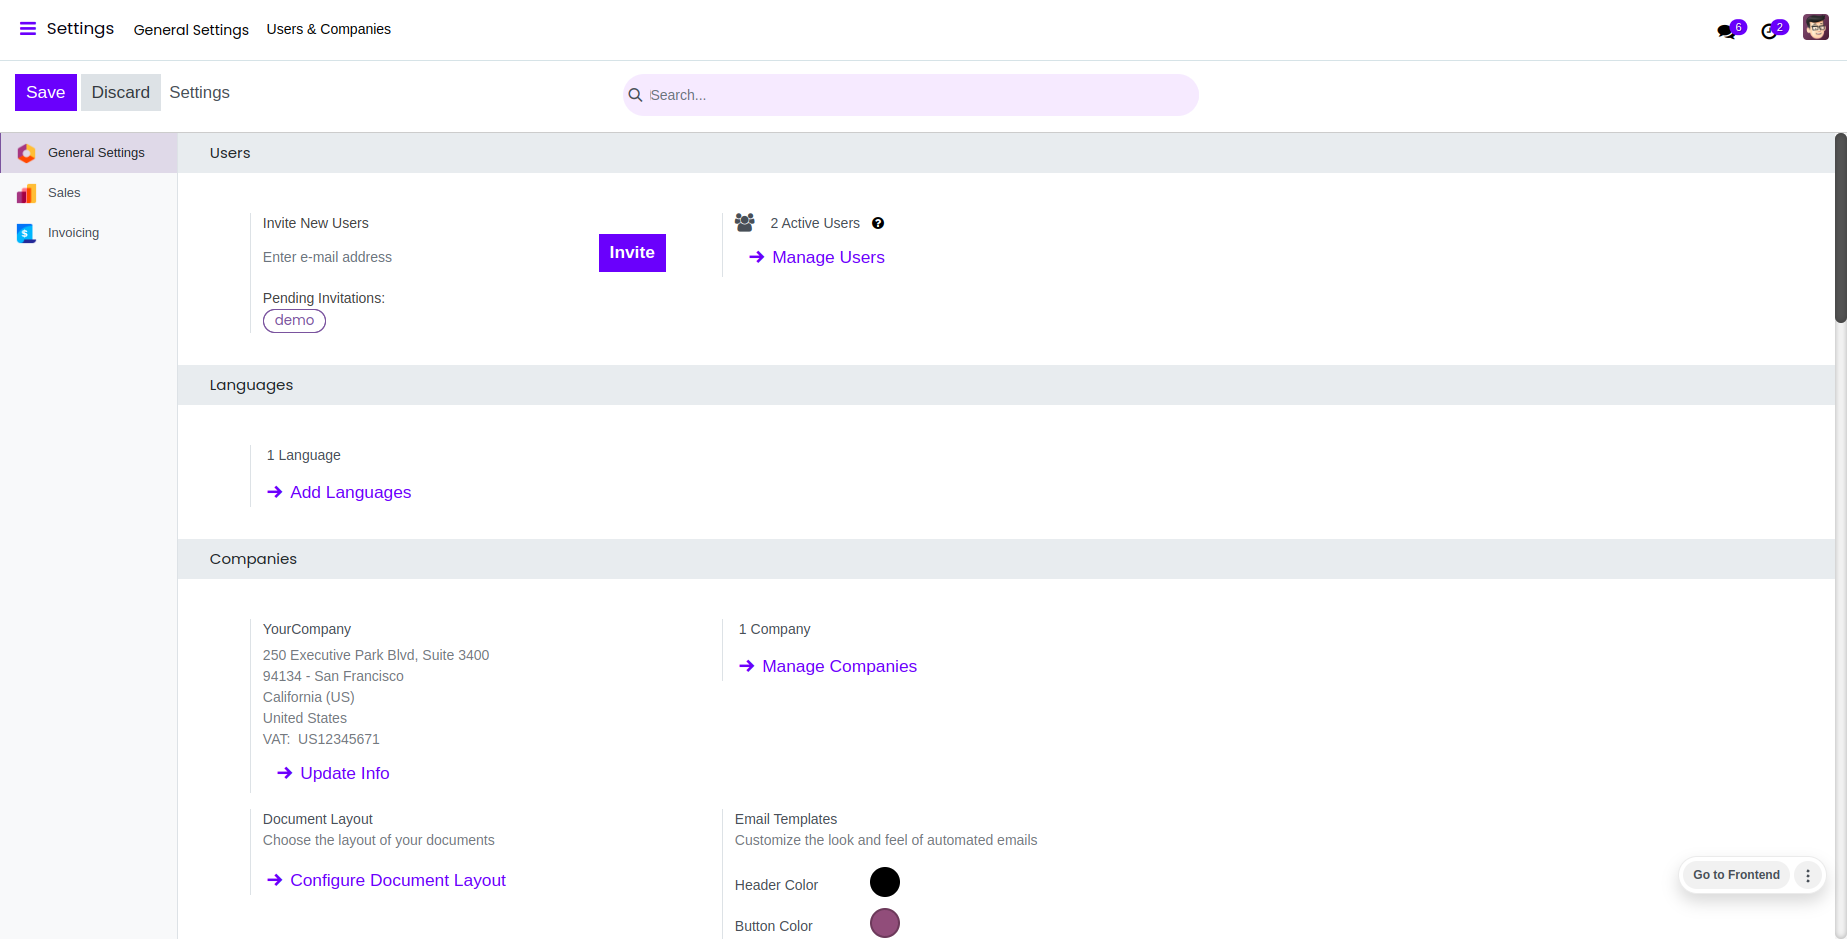 Settings General Settings Users & Companies 6 2
Save Discard Settings Search...
General Settings
Sales
Invoicing
Users
Invite New Users
Enter e-mail address
Invite
Pending Invitations:
demo
2 Active Users
Manage Users
Languages
1 Language
Add Languages
Companies
YourCompany
250 Executive Park Blvd, Suite 3400
94134 - San Francisco
California (US)
United States
VAT: US12345671
Update Info
1 Company
Manage Companies
Document Layout
Choose the layout of your documents
Configure Document Layout
Email Templates
Customize the look and feel of automated emails
Header Color
Button Color
Go to Frontend